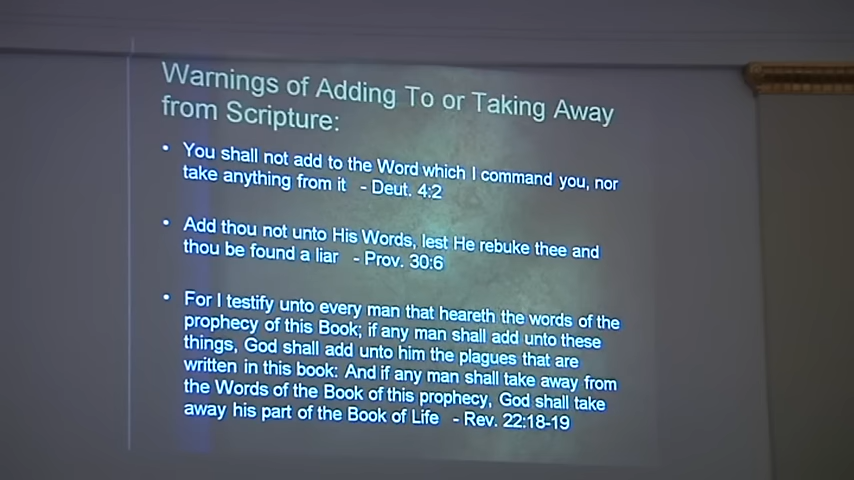 Warnings of Adding To or Taking Away
from Scripture:
• You shall not add to the Word which I command you, nor
take anything from it - Deut. 4:2
• Add thou not unto His Words, lest He rebuke thee and
thou be found a liar - Prov. 30:6
• For I testify unto every man that heareth the words of the
prophecy of this Book; if any man shall add unto these
things, God shall add unto him the plagues that are
written in this book: And if any man shall take away from
the Words of the Book of this prophecy, God shall take
away his part of the Book of Life - Rev. 22:18-19